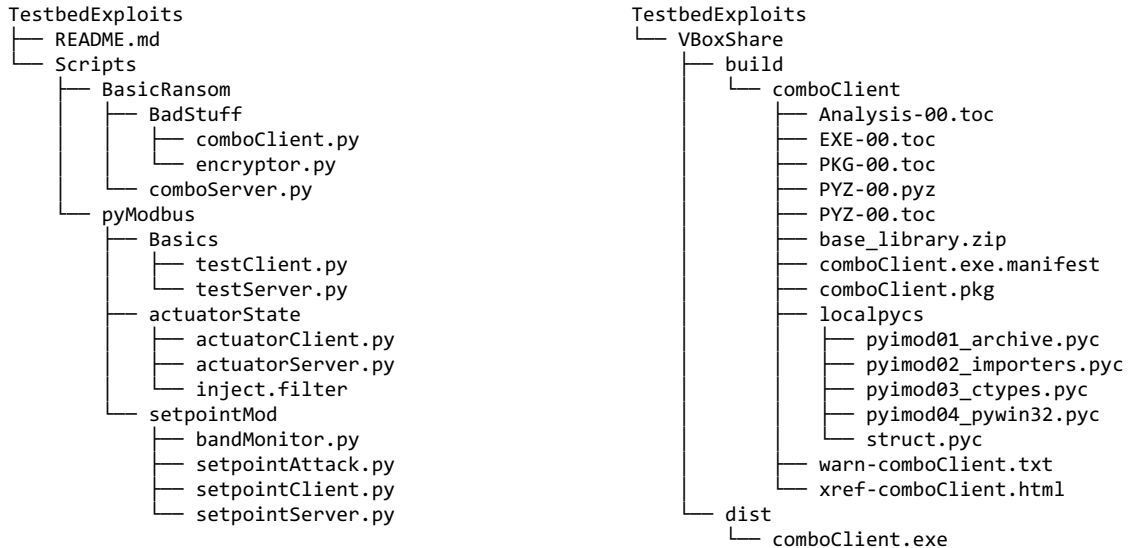 TestbedExploits
├── README.md
└── Scripts
    ├── BasicRansom
    │   ├── BadStuff
    │   │   ├── comboClient.py
    │   │   └── encryptor.py
    │   └── comboServer.py
    └── pyModbus
        ├── Basics
        │   ├── testClient.py
        │   └── testServer.py
        ├── actuatorState
        │   ├── actuatorClient.py
        │   ├── actuatorServer.py
        │   └── inject.filter
        └── setpointMod
            ├── bandMonitor.py
            ├── setpointAttack.py
            ├── setpointClient.py
            └── setpointServer.py
TestbedExploits
└── VBoxShare
    ├── build
    │   └── comboClient
    │       ├── Analysis-00.toc
    │       ├── EXE-00.toc
    │       ├── PKG-00.toc
    │       ├── PYZ-00.pyz
    │       ├── PYZ-00.toc
    │       ├── base_library.zip
    │       ├── comboClient.exe.manifest
    │       ├── comboClient.pkg
    │       ├── localpycs
    │       │   ├── pyimod01_archive.pyc
    │       │   ├── pyimod02_importers.pyc
    │       │   ├── pyimod03_ctypes.pyc
    │       │   ├── pyimod04_pywin32.pyc
    │       │   └── struct.pyc
    │       ├── warn-comboClient.txt
    │       └── xref-comboClient.html
    └── dist
        └── comboClient.exe